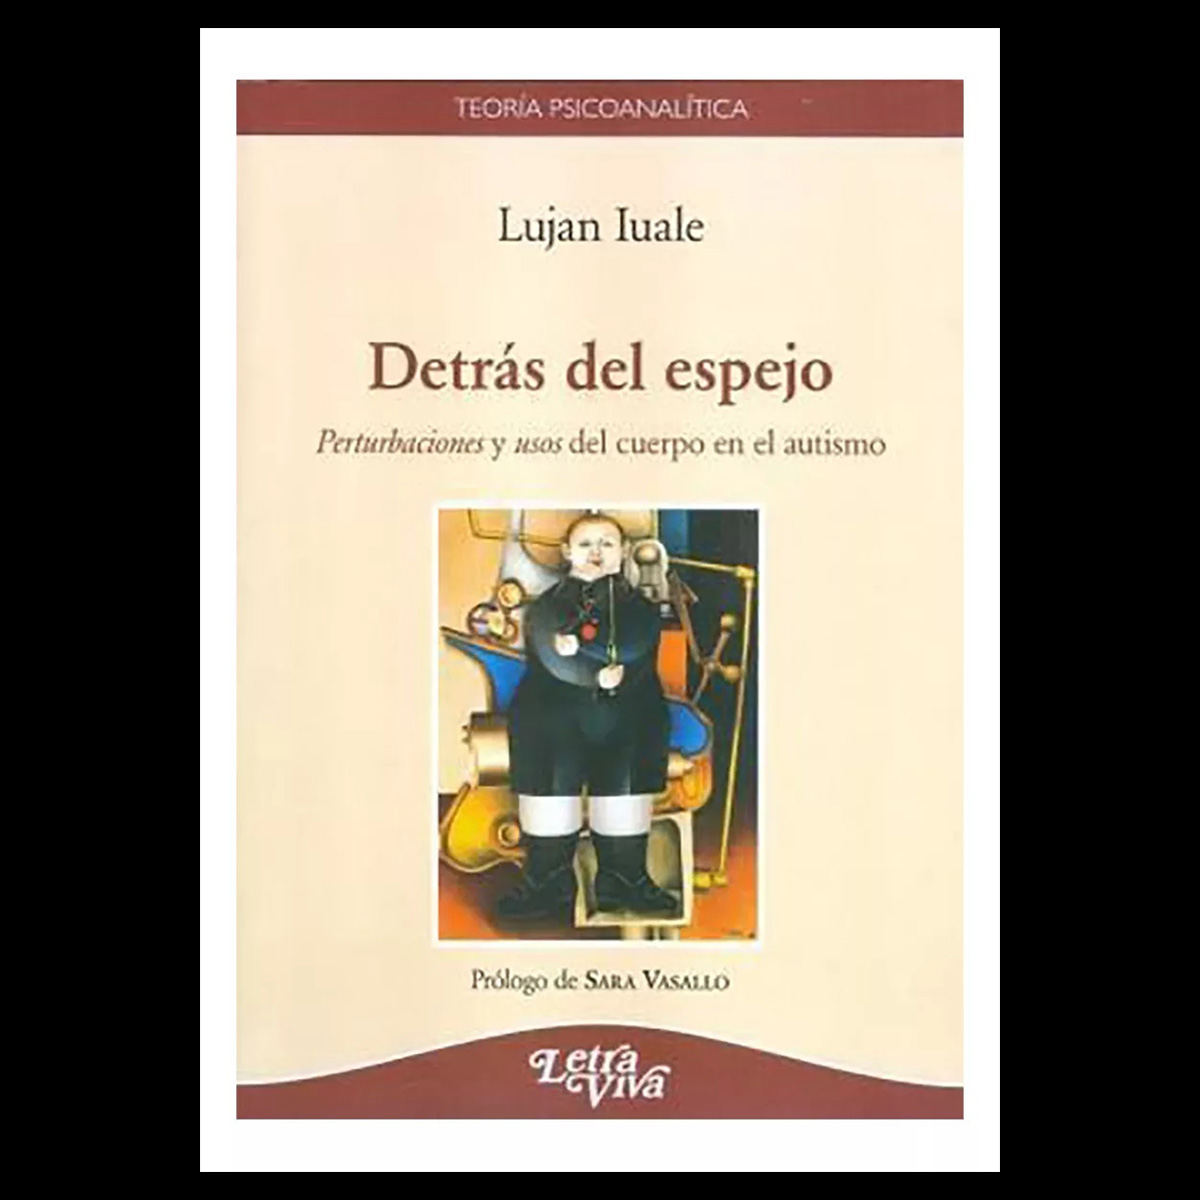 TEORÍA PSICOANALÍTICA
Lujan Iuale
Detrás del espejo
Perturbaciones y usos del cuerpo en el autismo
Prólogo de SARA VASALLO
Letra
Viva